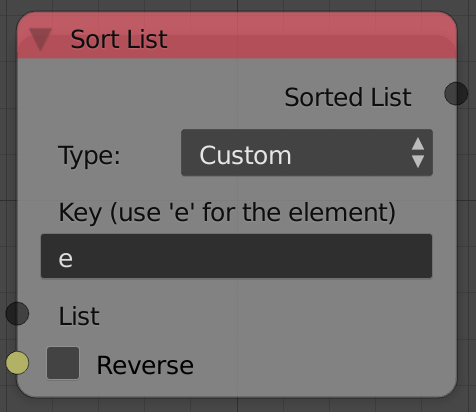 Sort List
Sorted List
Type: Custom
Key (use 'e' for the element)
e
List
Reverse